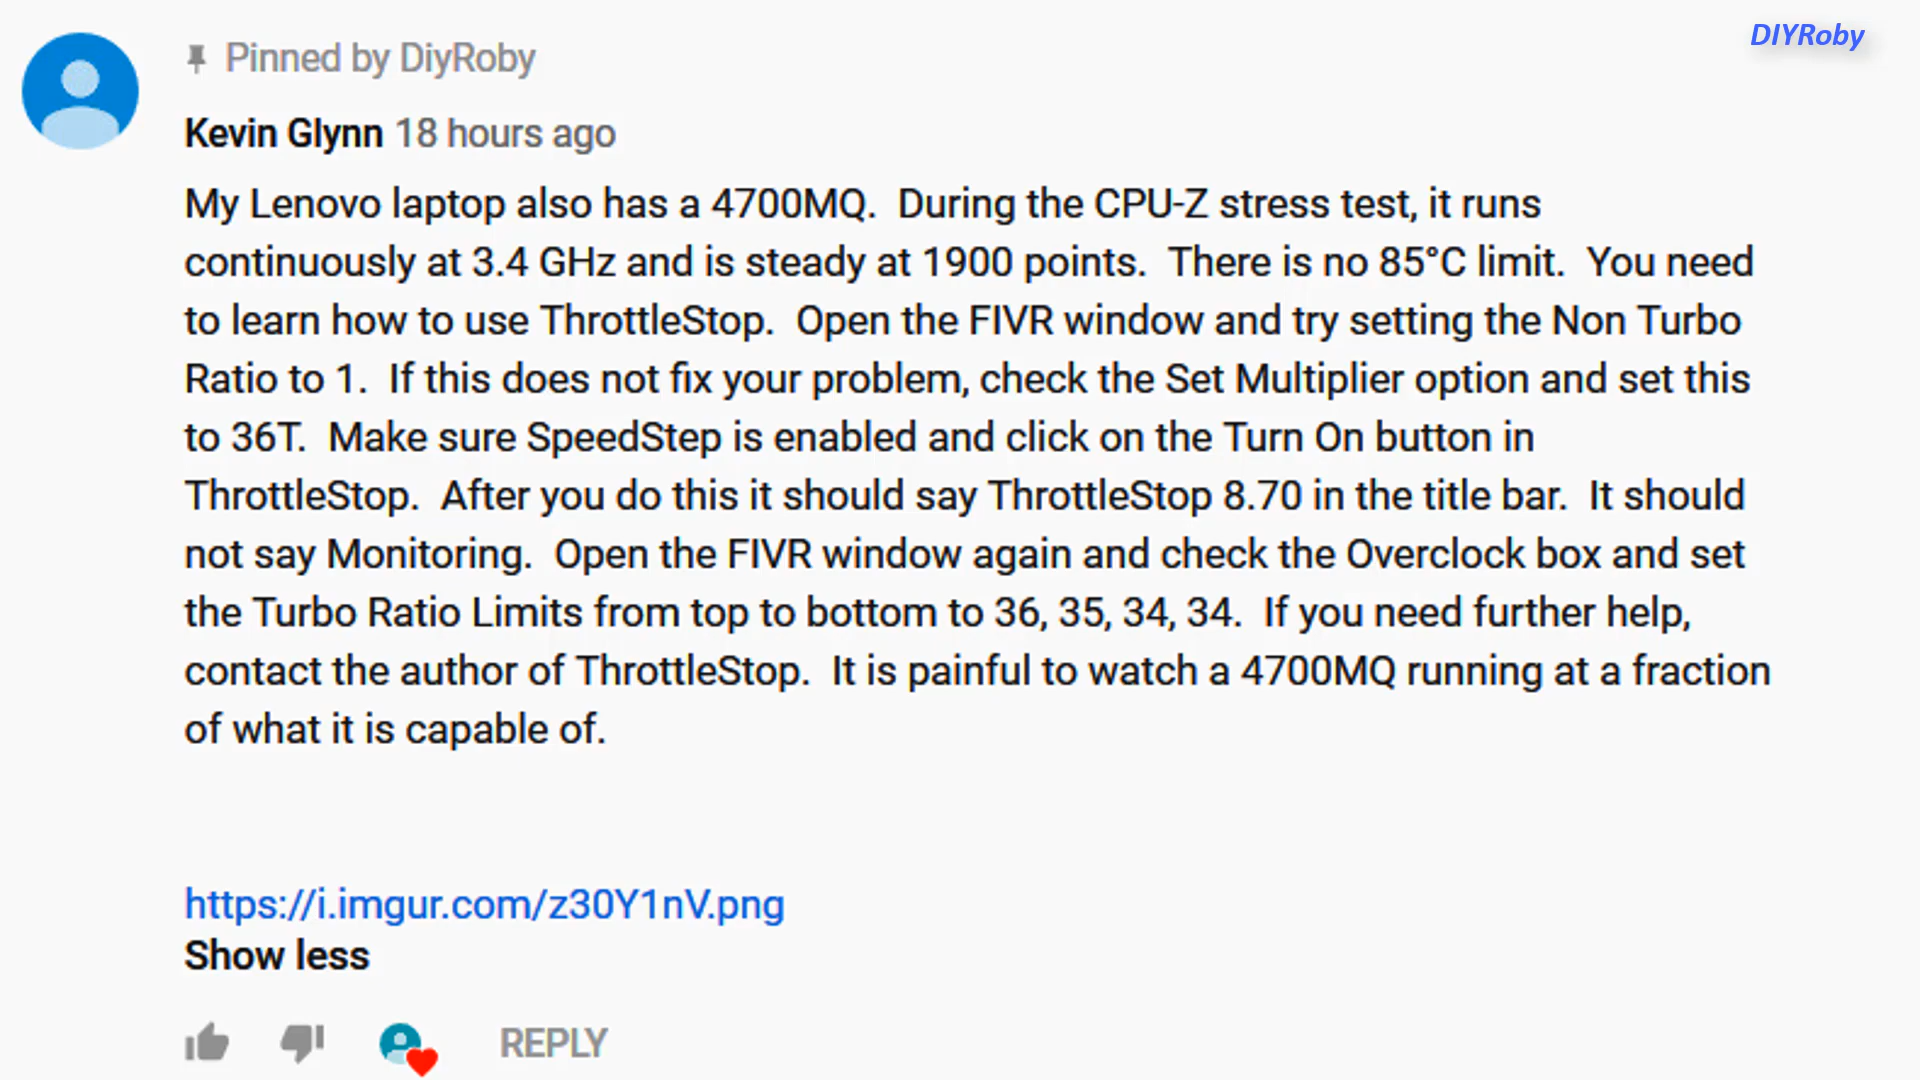 DIYRoby
Pinned by DiyRoby
Kevin Glynn 18 hours ago
My Lenovo laptop also has a 4700MQ.  During the CPU-Z stress test, it runs
continuously at 3.4 GHz and is steady at 1900 points.  There is no 85°C limit.  You need
to learn how to use ThrottleStop.  Open the FIVR window and try setting the Non Turbo
Ratio to 1.  If this does not fix your problem, check the Set Multiplier option and set this
to 36T.  Make sure SpeedStep is enabled and click on the Turn On button in
ThrottleStop.  After you do this it should say ThrottleStop 8.70 in the title bar.  It should
not say Monitoring.  Open the FIVR window again and check the Overclock box and set
the Turbo Ratio Limits from top to bottom to 36, 35, 34, 34.  If you need further help,
contact the author of ThrottleStop.  It is painful to watch a 4700MQ running at a fraction
of what it is capable of.
https://i.imgur.com/z30Y1nV.png
Show less
REPLY